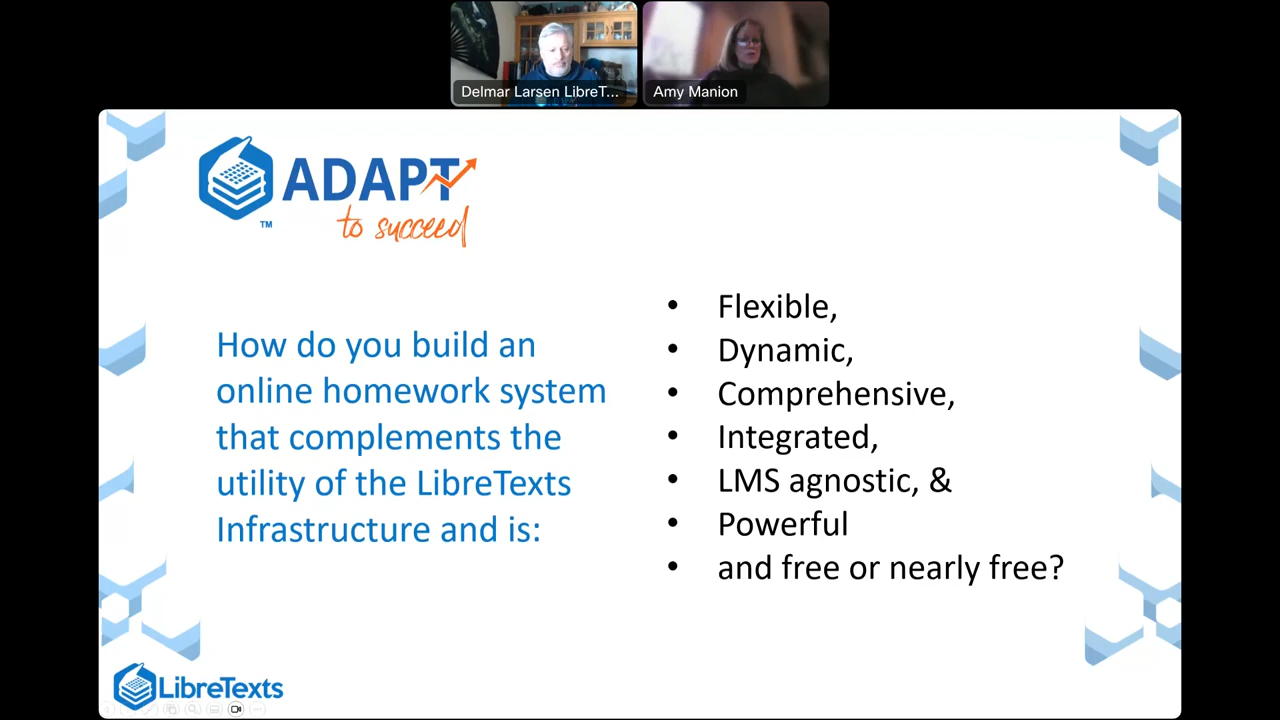 Delmar Larsen LibreT...
Amy Manion
ADAPT
to succeed
TM
How do you build an
online homework system
that complements the
utility of the LibreTexts
Infrastructure and is:
• Flexible,
• Dynamic,
• Comprehensive,
• Integrated,
• LMS agnostic, &
• Powerful
• and free or nearly free?
LibreTexts